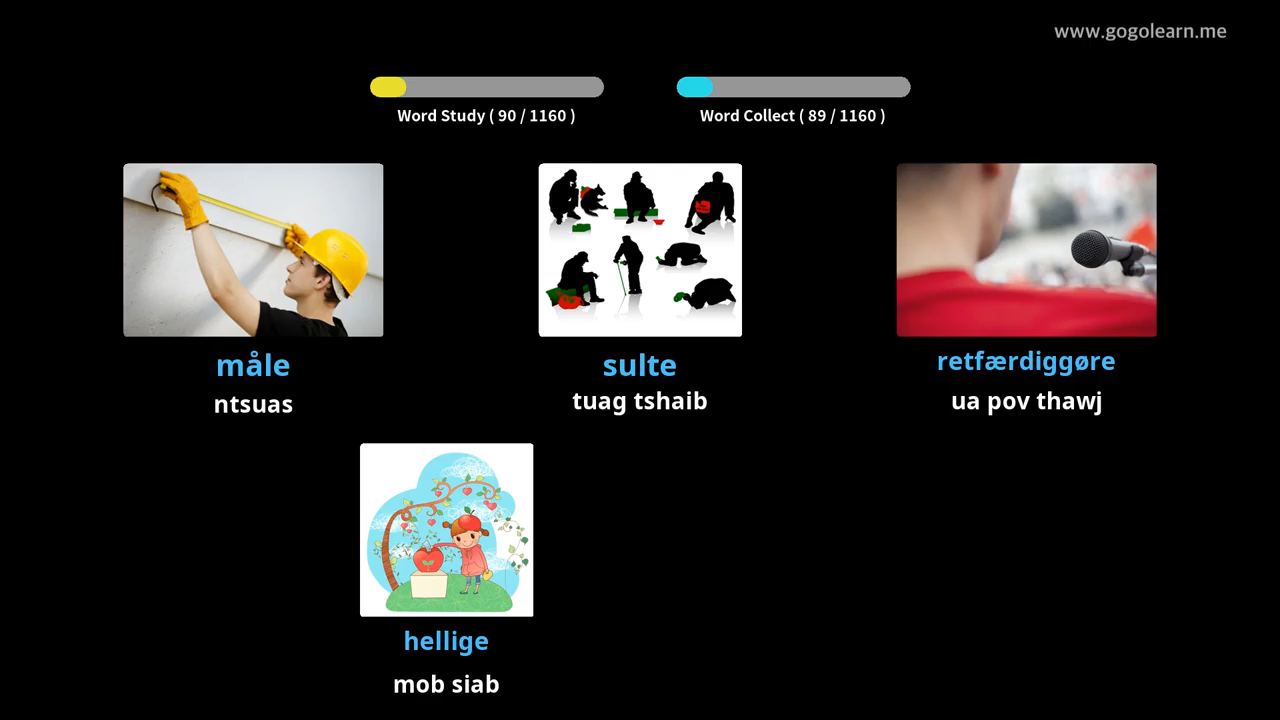 www.gogolearn.me
Word Study ( 90 / 1160 )
Word Collect ( 89 / 1160 )
måle
ntsuas
sulte
tuag tshaib
retfærdiggøre
ua pov thawj
hellige
mob siab